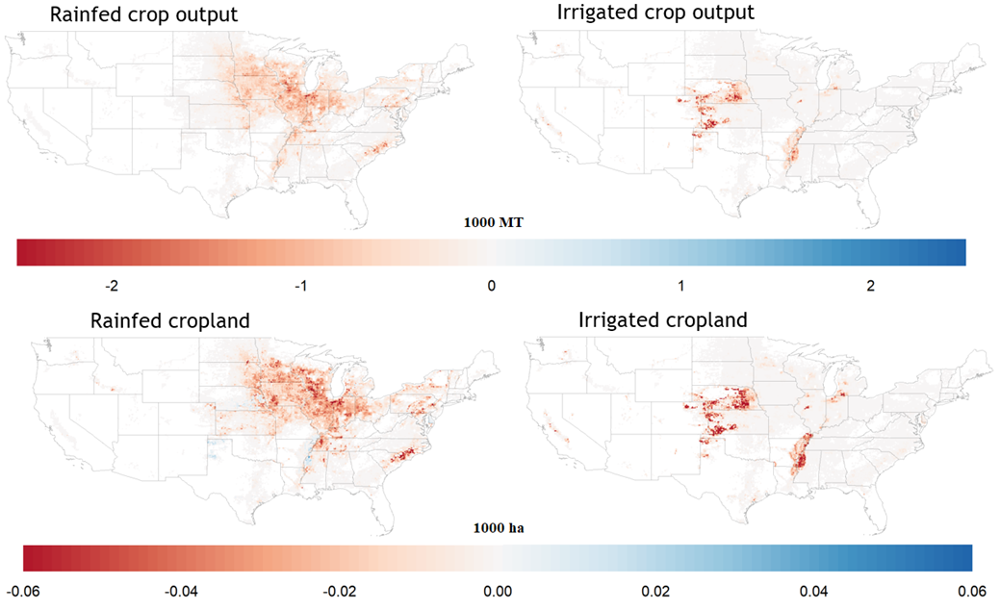 Rainfed crop output
Irrigated crop output
1000 MT
-2 -1 0 1 2
Rainfed cropland
Irrigated cropland
1000 ha
-0.06 -0.04 -0.02 0.00 0.02 0.04 0.06